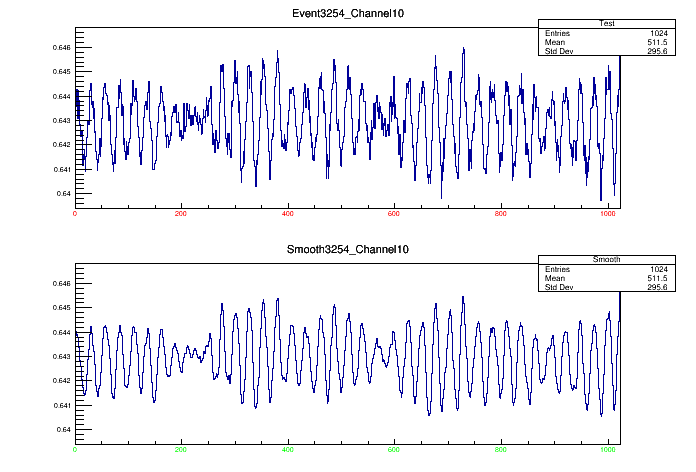 Event3254_Channel10
Test
Entries 1024
Mean 511.5
Std Dev 295.6
0.646
0.645
0.644
0.643
0.642
0.641
0.64
0 200 400 600 800 1000
Smooth3254_Channel10
Smooth
Entries 1024
Mean 511.5
Std Dev 295.6
0.646
0.645
0.644
0.643
0.642
0.641
0.64
0 200 400 600 800 1000